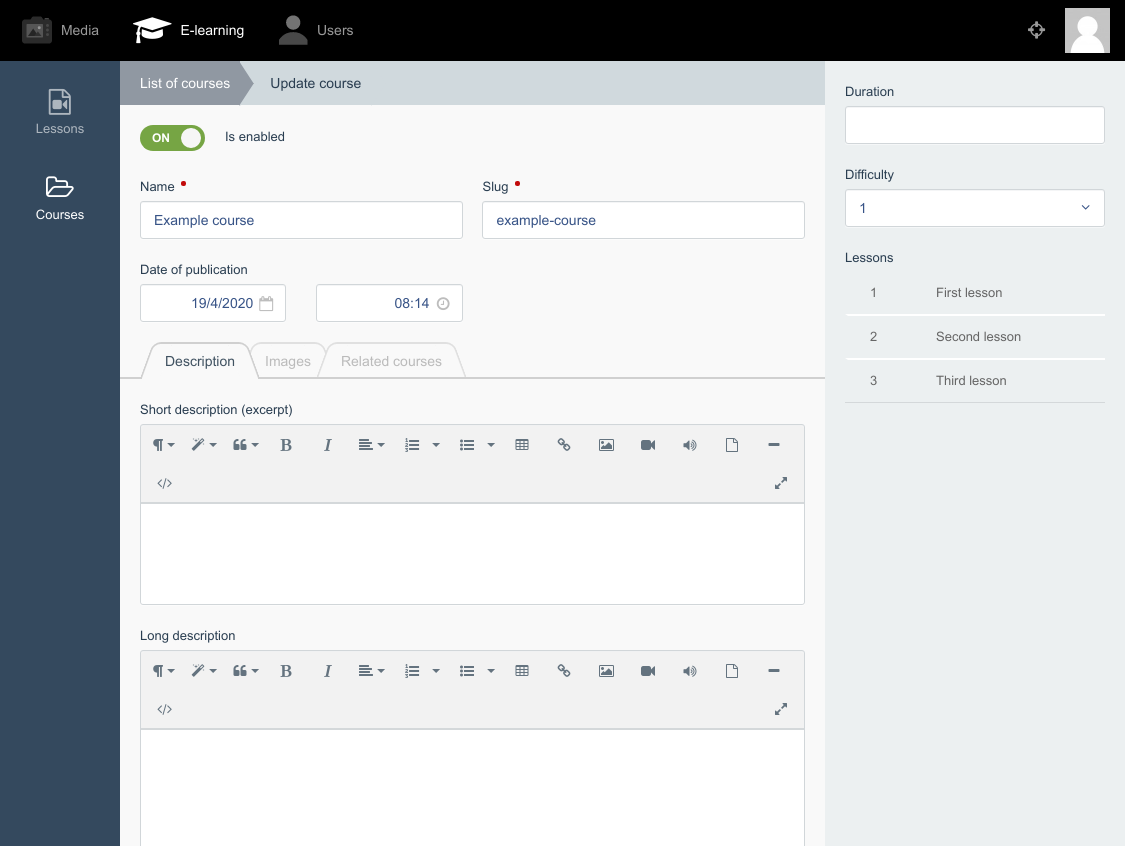 Media E-learning Users
Lessons
Courses
List of courses Update course
ON Is enabled
Name Slug
Example course example-course
Date of publication
19/4/2020 08:14
Description Images Related courses
Short description (excerpt)
Long description
Duration
Difficulty
1
Lessons
1 First lesson
2 Second lesson
3 Third lesson